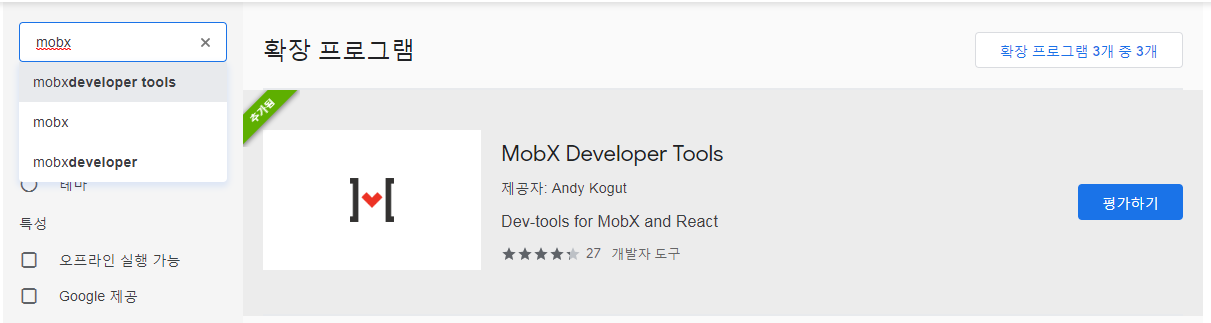 mobx
mobxdeveloper tools
mobx
mobxdeveloper
테마
특성
오프라인 실행 가능
Google 제공
확장 프로그램
확장 프로그램 3개 중 3개
추가됨
MobX Developer Tools
제공자: Andy Kogut
Dev-tools for MobX and React
27 개발자 도구
평가하기